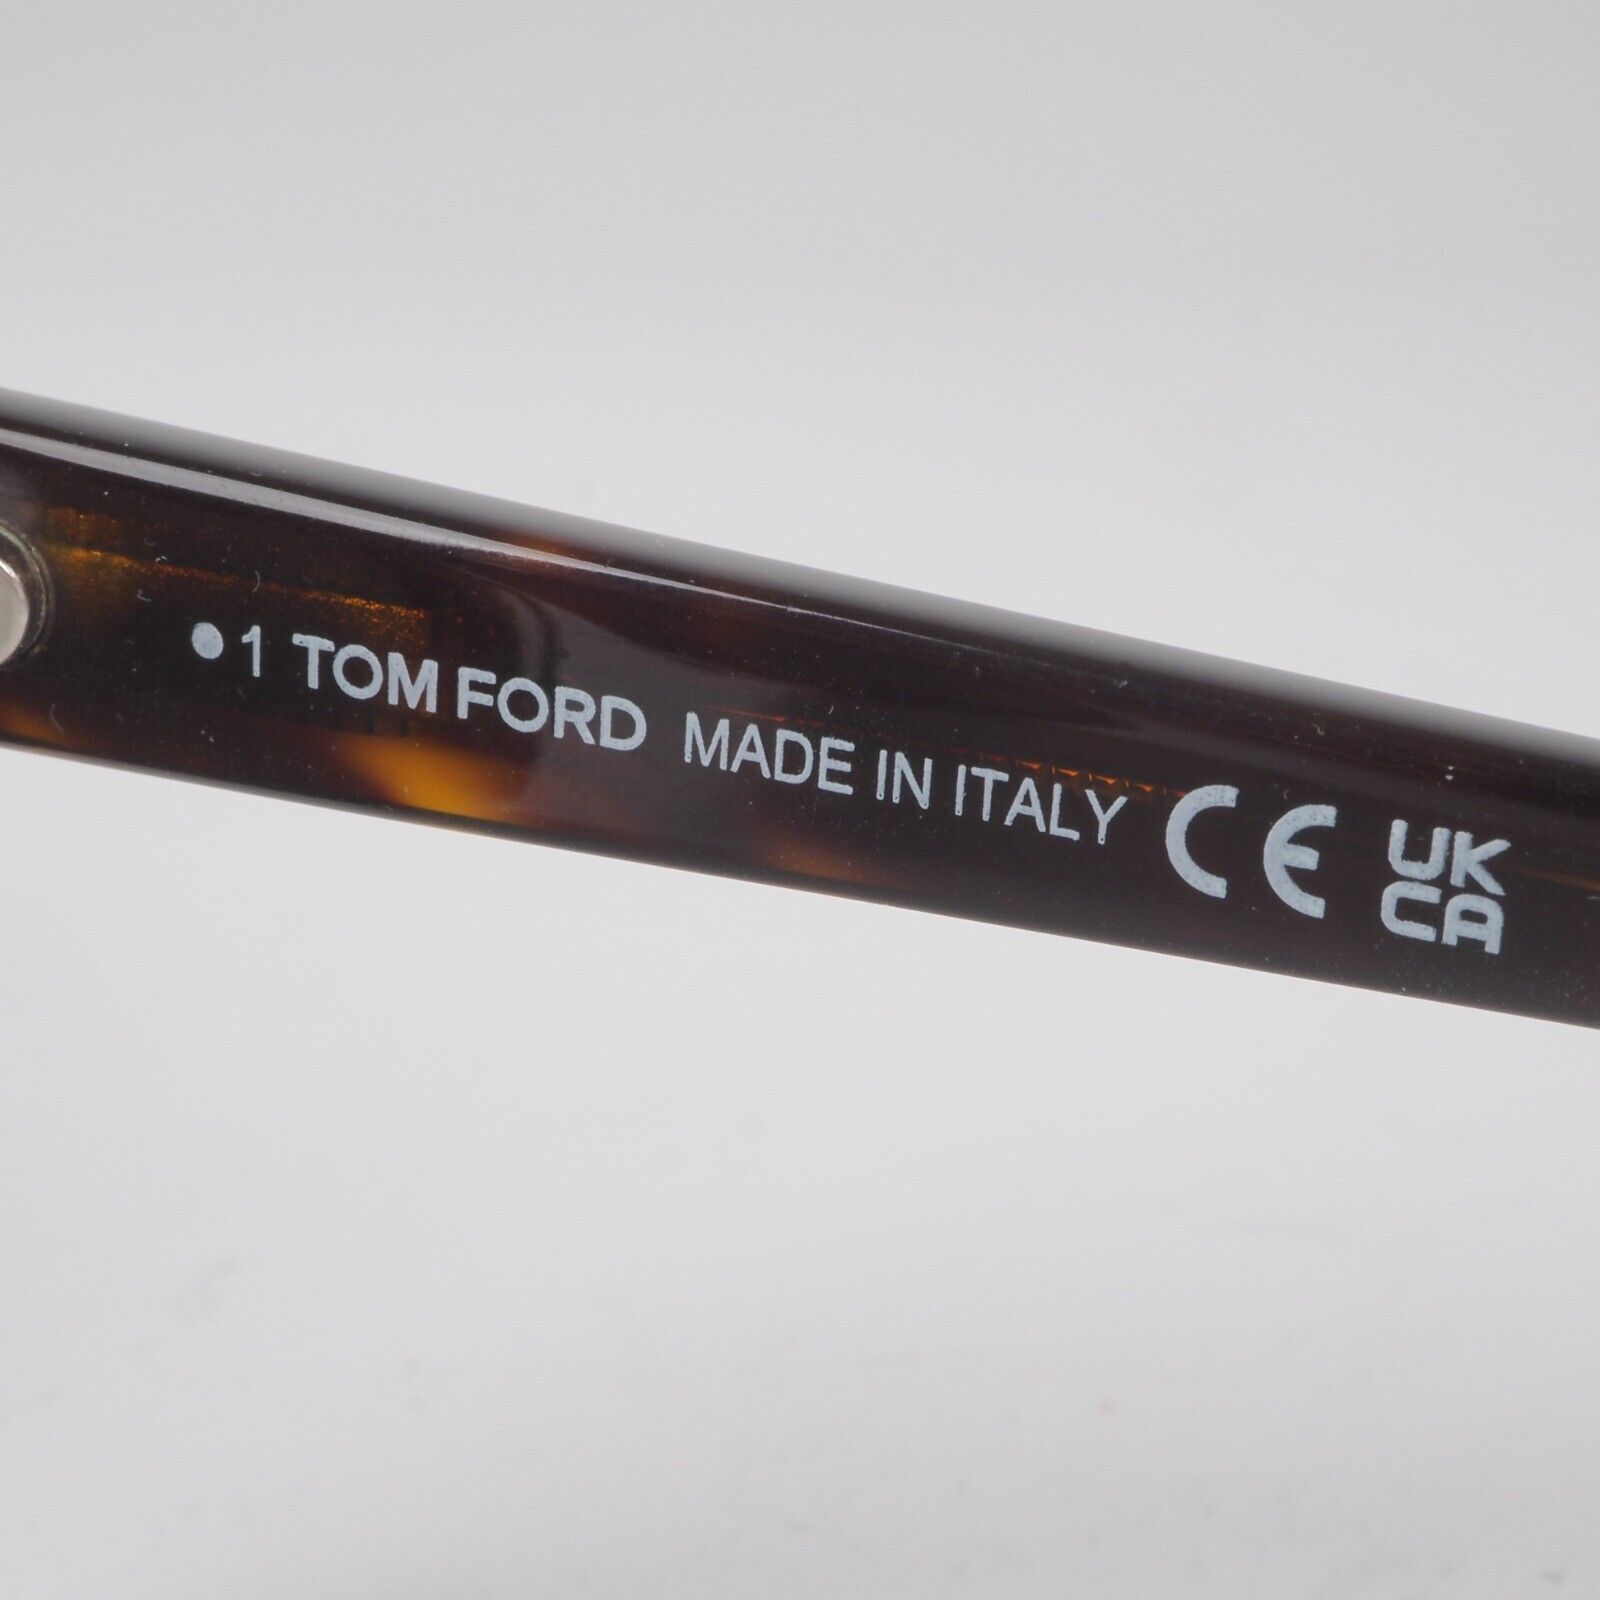 •1 TOM FORD MADE IN ITALY CE UK
CA